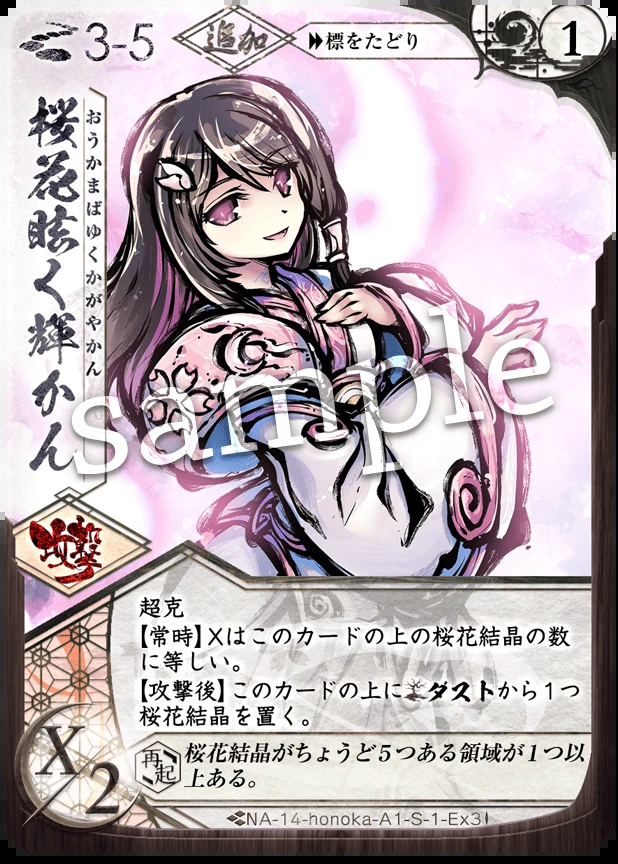 3-5
追加
標をたどり
1
桜花眩く輝かん
おうかまばゆくかがやかん
sample
攻撃
超克
【常時】Xはこのカードの上の桜花結晶の数
に等しい。
【攻撃後】このカードの上にダストから1つ
桜花結晶を置く。
X/2
再起
桜花結晶がちょうど5つある領域が1つ以
上ある。
NA-14-honoka-A1-S-1-Ex3